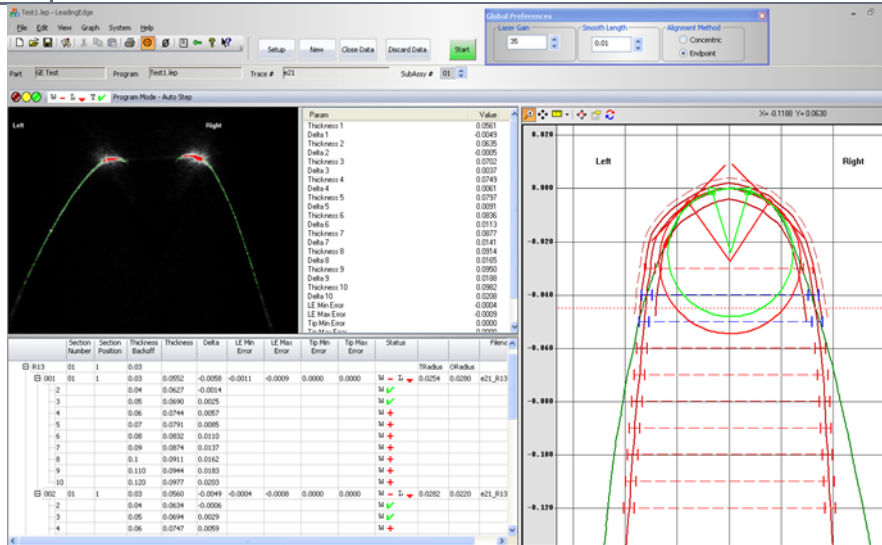 Test1.lep - LeadingEdge
File Edit View Graph System Help
Setup New Close Data Discard Data Start
Global Preferences
Laser Gain Smooth Length Alignment Method
35 0.01 Concentric
Endpoint
Part GE Test Program Test1.lep Trace # e21 SubAssy # 01
W - L T Program Mode - Auto Step
Left Right
Param Value
Thickness 1 0.0561
Delta 1 -0.0049
Thickness 2 0.0635
Delta 2 -0.0005
Thickness 3 0.0702
Delta 3 0.0037
Thickness 4 0.0749
Delta 4 0.0061
Thickness 5 0.0797
Delta 5 0.0091
Thickness 6 0.0836
Delta 6 0.0113
Thickness 7 0.0877
Delta 7 0.0141
Thickness 8 0.0914
Delta 8 0.0165
Thickness 9 0.0950
Delta 9 0.0188
Thickness 10 0.0982
Delta 10 0.0208
LE Min Error -0.0004
LE Max Error -0.0009
Tip Min Error 0.0000
Tip Max Error 0.0000
X= -0.1188 Y= 0.0630
Left Right
0.020
0.000
-0.020
-0.040
-0.060
-0.080
-0.100
-0.120
Section Number Section Position Thickness Backoff Thickness Delta LE Min Error LE Max Error Tip Min Error Tip Max Error Status
R13 01 1 0.03 TRadius ORadius
001 01 1 0.03 0.0552 -0.0058 -0.0011 -0.0009 0.0000 0.0000 W - L 0.0254 0.0280 e21_R13
2 0.04 0.0627 -0.0014 W
3 0.05 0.0690 0.0025 W
4 0.06 0.0744 0.0057 W +
5 0.07 0.0791 0.0085 W +
6 0.08 0.0832 0.0110 W +
7 0.09 0.0874 0.0137 W +
8 0.1 0.0911 0.0162 W +
9 0.110 0.0944 0.0183 W +
10 0.120 0.0977 0.0203 W +
002 01 1 0.03 0.0560 -0.0049 -0.0004 -0.0008 0.0000 0.0000 W - L 0.0282 0.0220 e21_R13
2 0.04 0.0634 -0.0006 W
3 0.05 0.0694 0.0029 W
4 0.06 0.0747 0.0059 W +